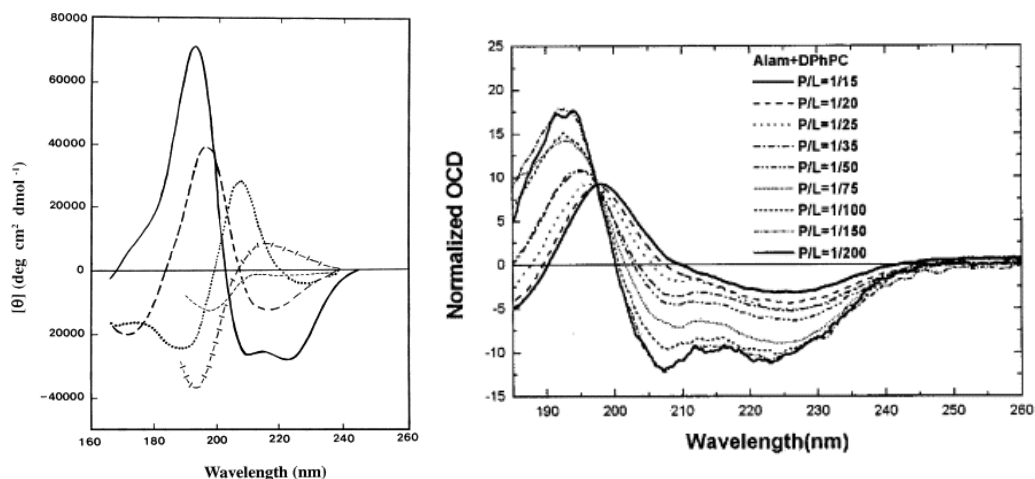 80000
60000
40000
20000
0
20000
−40000
[θ] (deg cm² dmol⁻¹)
160
180
200
220
240
260
Wavelength (nm)
25
20
15
10
5
0
-5
-10
-15
Normalized OCD
Alam+DPhPC
P/L=1/15
P/L=1/20
P/L=1/25
P/L=1/35
P/L=1/50
P/L=1/75
P/L=1/100
P/L=1/150
P/L=1/200
190
200
210
220
230
240
250
260
Wavelength(nm)